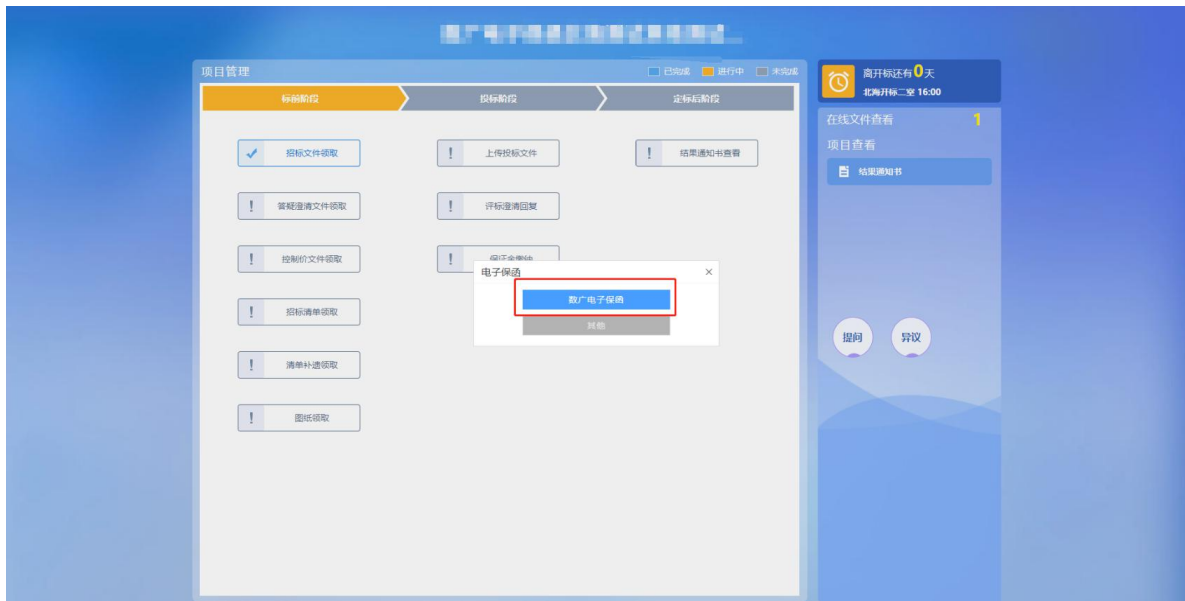 项目管理
已完成 进行中 未完成
标前阶段 投标阶段 定标后阶段
招标文件领取 上传投标文件 结果通知书查看
答疑澄清文件领取 评标澄清回复
控制价文件领取
招标清单领取
清单补遗领取
图纸领取
电子保函 ×
数广电子保函
其他
离开标还有0天
北海开标二室 16:00
在线文件查看 1
项目查看
结果通知书
提问 异议